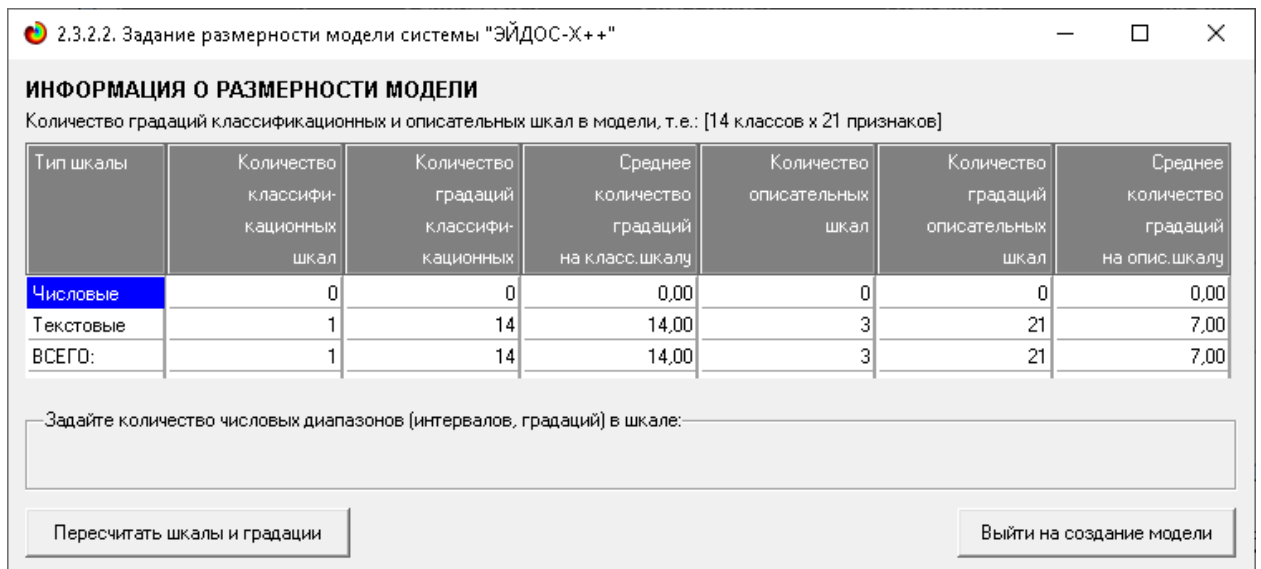 2.3.2.2. Задание размерности модели системы "ЭЙДОС-X++"
ИНФОРМАЦИЯ О РАЗМЕРНОСТИ МОДЕЛИ
Количество градаций классификационных и описательных шкал в модели, т.е.: [14 классов x 21 признаков]
Тип шкалы Количество Количество Среднее Количество Количество Среднее
классифи- градаций количество описательных градаций количество
кационных классифи- градаций шкал описательных градаций
шкал кационных на класс.шкалу шкал на опис.шкалу
Числовые 0 0 0,00 0 0 0,00
Текстовые 1 14 14,00 3 21 7,00
ВСЕГО: 1 14 14,00 3 21 7,00
Задайте количество числовых диапазонов (интервалов, градаций) в шкале:
Пересчитать шкалы и градации Выйти на создание модели